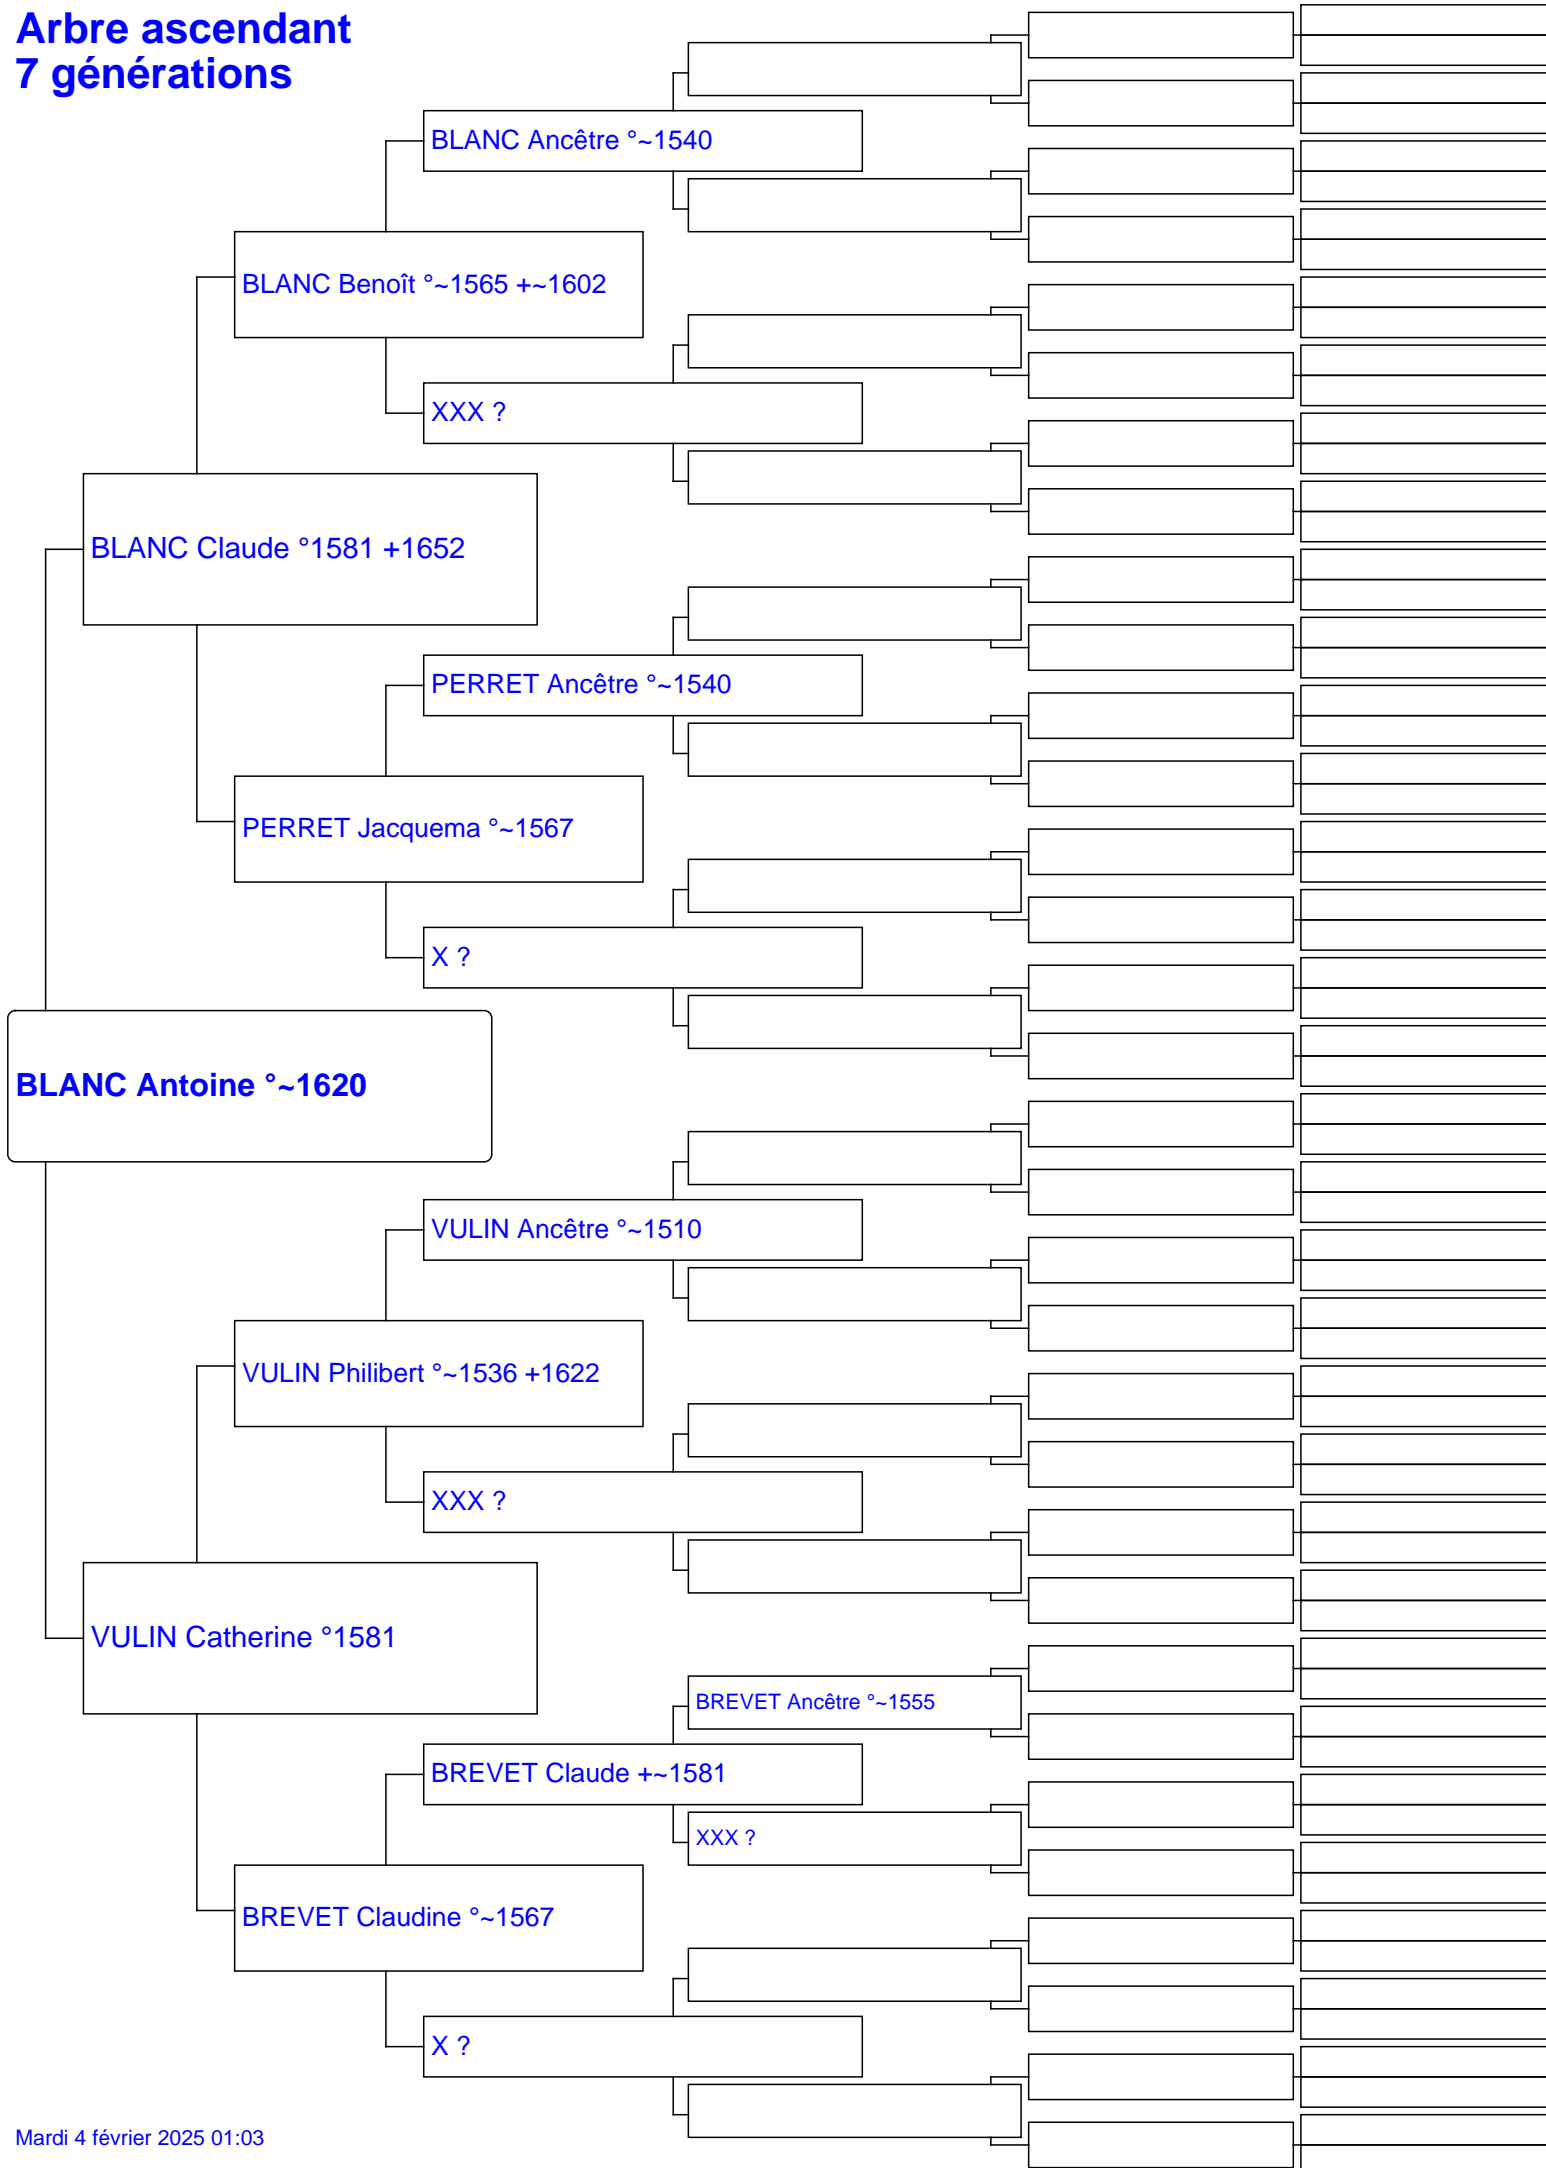 Arbre ascendant
7 générations
BLANC Ancêtre °~1540
BLANC Benoît °~1565 +~1602
XXX ?
BLANC Claude °1581 +1652
PERRET Ancêtre °~1540
PERRET Jacquema °~1567
X ?
BLANC Antoine °~1620
VULIN Ancêtre °~1510
VULIN Philibert °~1536 +1622
XXX ?
VULIN Catherine °1581
BREVET Ancêtre °~1555
BREVET Claude +~1581
XXX ?
BREVET Claudine °~1567
X ?
Mardi 4 février 2025 01:03